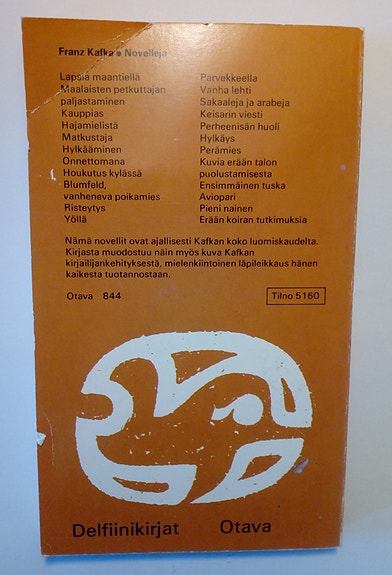 Franz Kafka • Novelleja
Lapsia maantiellä
Maalaisten petkuttajan
paljastaminen
Kauppias
Hajamielistä
Matkustaja
Hylkääminen
Onnettomana
Houkutus kylässä
Blumfeld,
vanheneva poikamies
Risteytys
Yöllä
Parvekkeella
Vanha lehti
Sakaaleja ja arabeja
Keisarin viesti
Perheenisän huoli
Hylkäys
Perämies
Kuvia erään talon
puolustamisesta
Ensimmäinen tuska
Aviopari
Pieni nainen
Erään koiran tutkimuksia
Nämä novellit ovat ajallisesti Kafkan koko luomiskaudelta.
Kirjasta muodostuu näin myös kuva Kafkan
kirjailijankehityksestä, mielenkiintoinen läpileikkaus hänen
kaikesta tuotannostaan.
Otava 844
Tilno 5160
Delfiinikirjat Otava